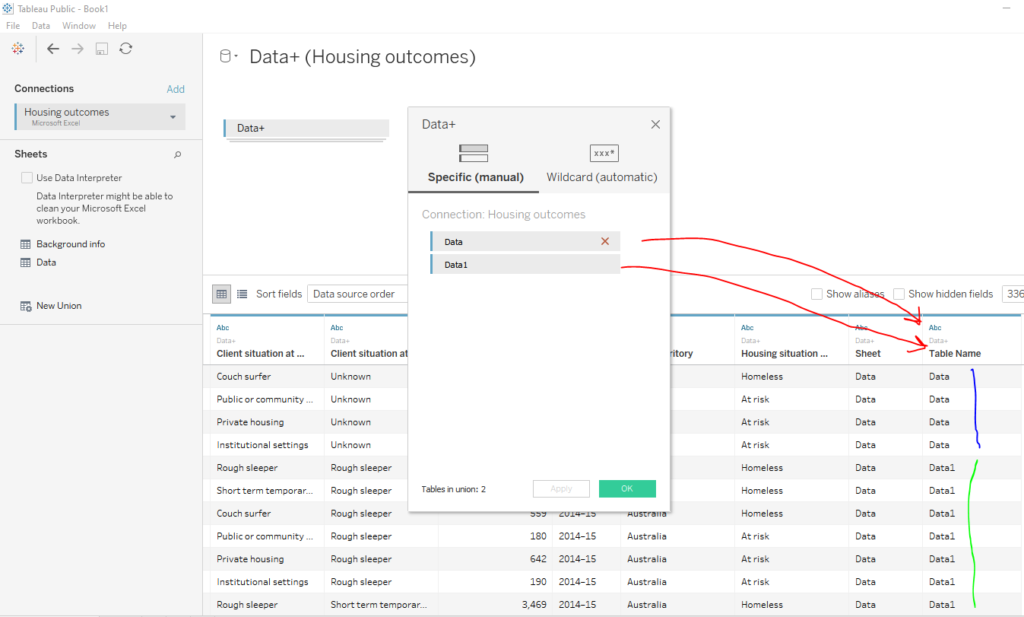 Tableau Public - Book1
File Data Window Help
Connections Add
Housing outcomes
Microsoft Excel
Sheets
Use Data Interpreter
Data Interpreter might be able to
clean your Microsoft Excel
workbook.
Background info
Data
New Union
Data+ (Housing outcomes)
Data+
Data+
xxx*
Specific (manual) Wildcard (automatic)
Connection: Housing outcomes
Data
Data1
Tables in union: 2 Apply OK
Sort fields Data source order Show aliases Show hidden fields 336
Abc Abc Abc Abc Abc
Data+ Data+ Data+ Data+ Data+
Client situation at ... Client situation at ritory Housing situation ... Sheet Table Name
Couch surfer Unknown Homeless Data Data
Public or community ... Unknown At risk Data Data
Private housing Unknown At risk Data Data
Institutional settings Unknown At risk Data Data
Rough sleeper Rough sleeper Homeless Data Data1
Short term temporar... Rough sleeper Homeless Data Data1
Couch surfer Rough sleeper 559 2014–15 Australia Homeless Data Data1
Public or community ... Rough sleeper 180 2014–15 Australia At risk Data Data1
Private housing Rough sleeper 642 2014–15 Australia At risk Data Data1
Institutional settings Rough sleeper 190 2014–15 Australia At risk Data Data1
Rough sleeper Short term temporar... 3,469 2014–15 Australia Homeless Data Data1